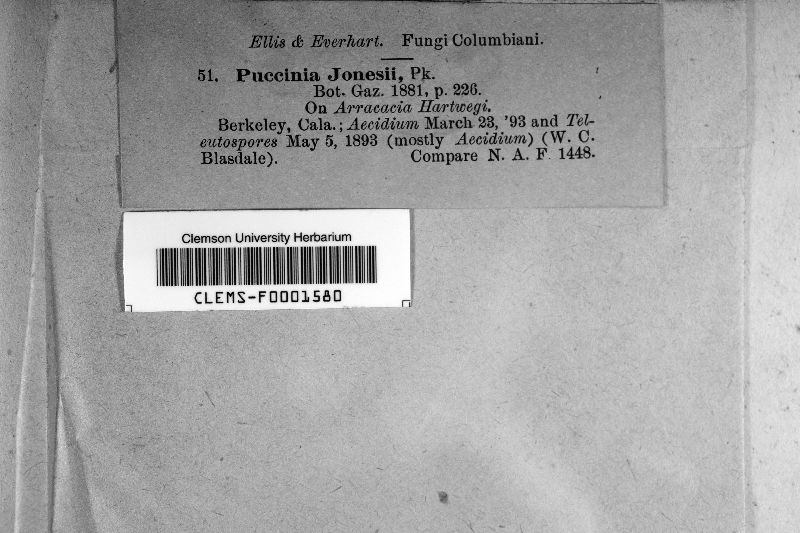 Ellis & Everhart. Fungi Columbiani.
51. Puccinia Jonesii, Pk.
Bot. Gaz. 1881, p. 226.
On Arracacia Hartwegi.
Berkeley, Cala.; Aecidium March 23, '93 and Tel-
eutospores May 5, 1893 (mostly Aecidium) (W. C.
Blasdale). Compare N. A. F. 1448.
Clemson University Herbarium
CLEMS-F0001580